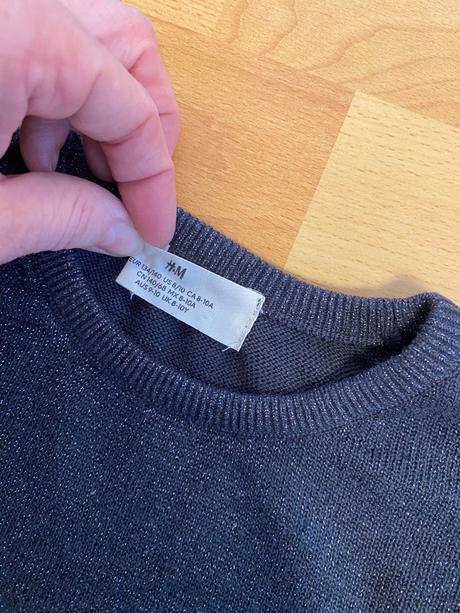 H&M
EUR 134/140 US 8/10 CA 8-10A
CN 140/68 MX 8-10A
AUS 9-10 UK 8-10Y